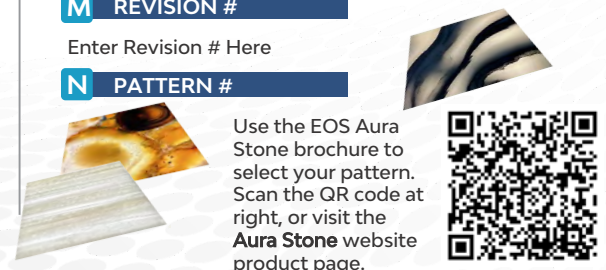 M REVISION #
Enter Revision # Here
N PATTERN #
Use the EOS Aura
Stone brochure to
select your pattern.
Scan the QR code at
right, or visit the
Aura Stone website
product page.